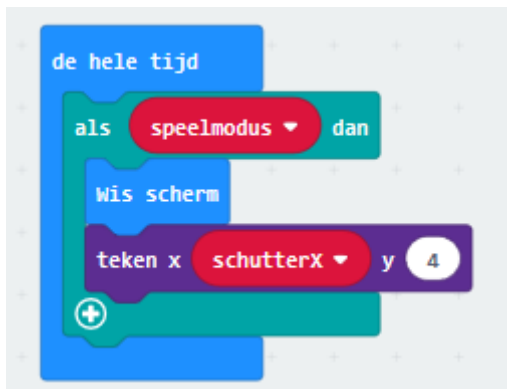 de hele tijd
als speelmodus dan
Wis scherm
teken x schutterX y 4